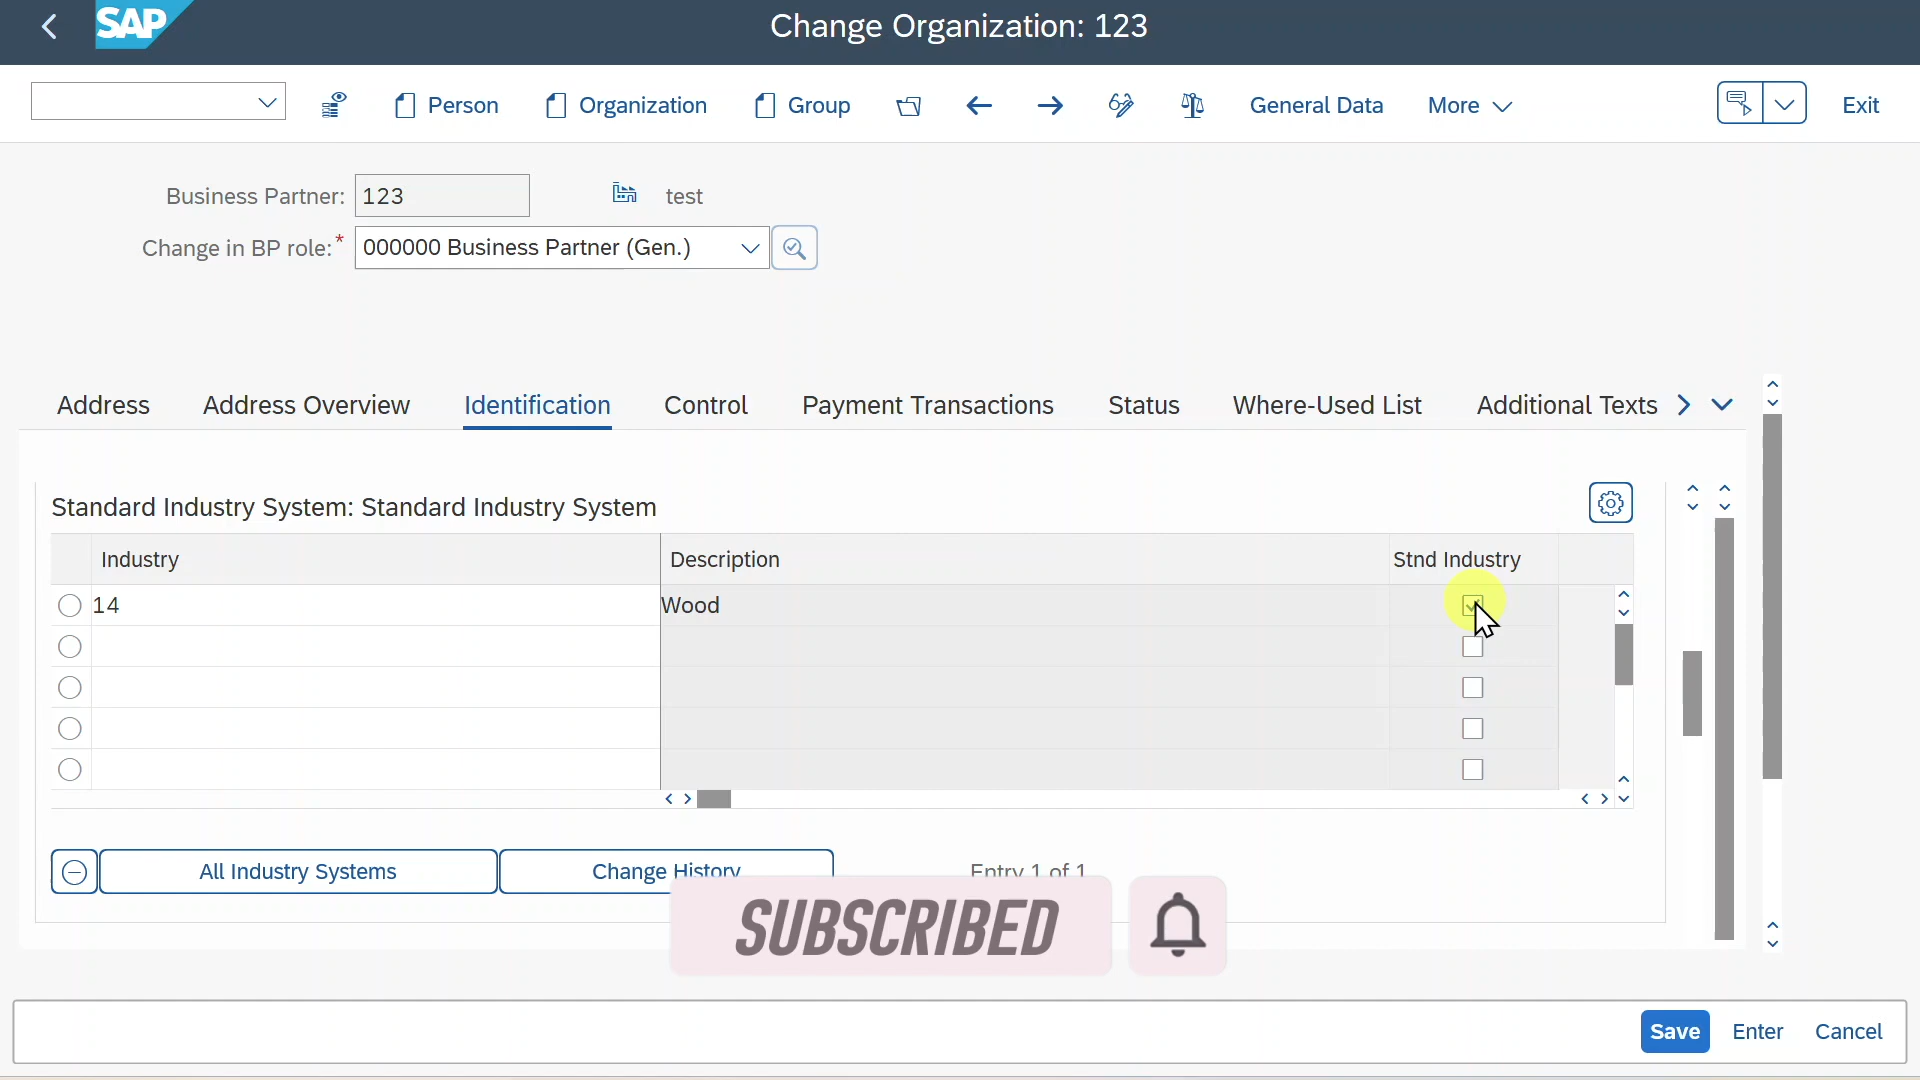 SAP
Change Organization: 123
Person Organization Group General Data More Exit
Business Partner: 123 test
Change in BP role:* 000000 Business Partner (Gen.)
Address Address Overview Identification Control Payment Transactions Status Where-Used List Additional Texts
Standard Industry System: Standard Industry System
Industry Description Stnd Industry
14 Wood
All Industry Systems Change History Entry 1 of 1
SUBSCRIBED
Save Enter Cancel